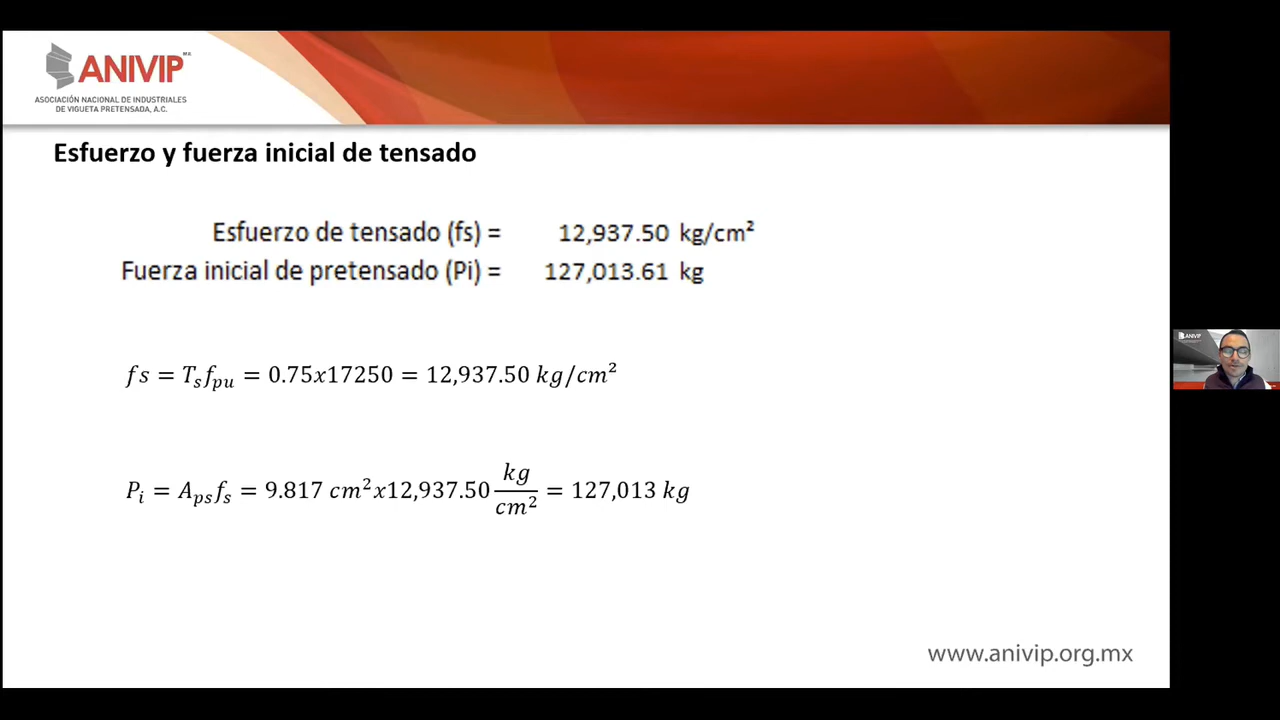 ANIVIP MR
ASOCIACIÓN NACIONAL DE INDUSTRIALES
DE VIGUETA PRETENSADA, A.C.
Esfuerzo y fuerza inicial de tensado
Esfuerzo de tensado (fs) = 12,937.50 kg/cm²
Fuerza inicial de pretensado (Pi) = 127,013.61 kg
fs = Tₛfₚᵤ = 0.75x17250 = 12,937.50 kg/cm²
Pᵢ = Aₚₛfₛ = 9.817 cm²x12,937.50 kg/cm² = 127,013 kg
www.anivip.org.mx
ANIVIP